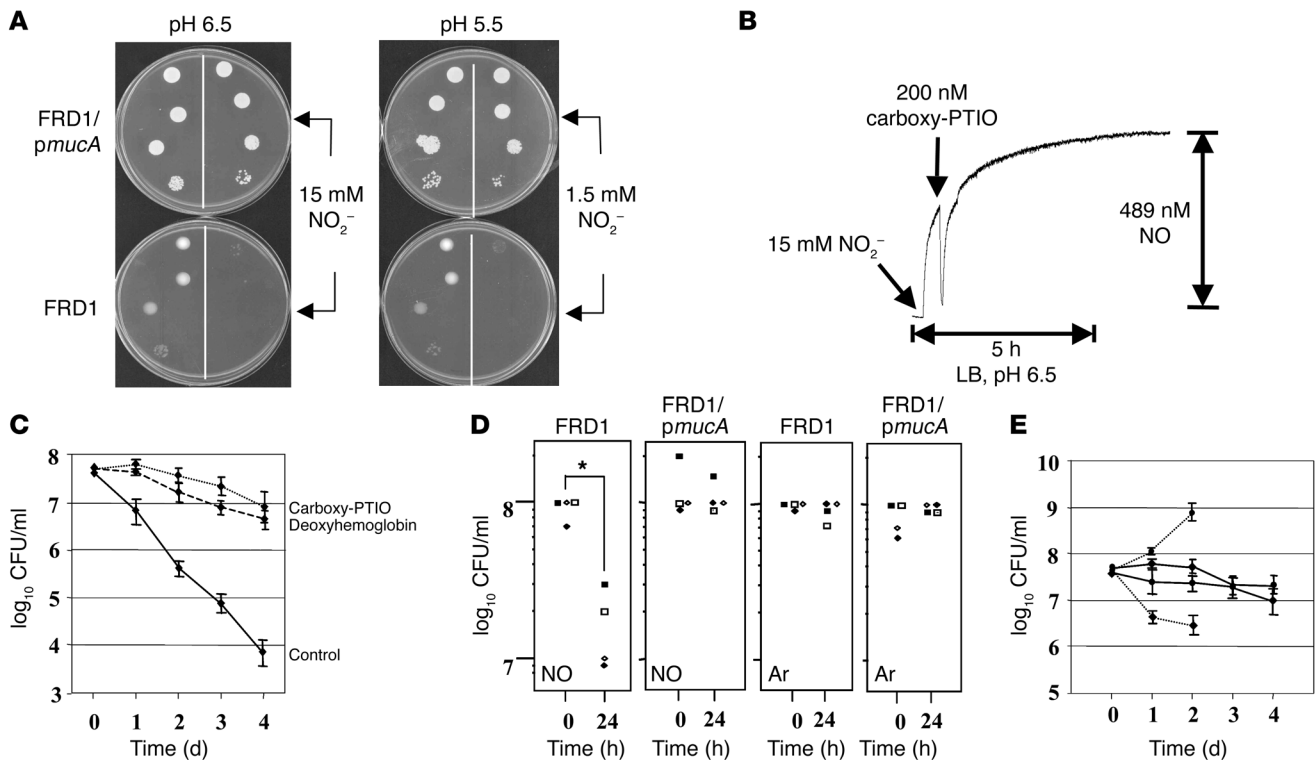 A
pH 6.5
pH 5.5
FRD1/
pmucA
15 mM
NO2−
1.5 mM
NO2−
FRD1
B
200 nM
carboxy-PTIO
15 mM NO2−
489 nM
NO
5 h
LB, pH 6.5
C
log10 CFU/ml
8
7
6
5
4
3
Carboxy-PTIO
Deoxyhemoglobin
Control
0 1 2 3 4
Time (d)
D
FRD1
FRD1/
pmucA
FRD1
FRD1/
pmucA
log10 CFU/ml
8
7
*
NO
NO
Ar
Ar
0 24
0 24
0 24
0 24
Time (h)
Time (h)
Time (h)
Time (h)
E
log10 CFU/ml
10
9
8
7
6
5
0 1 2 3 4
Time (d)